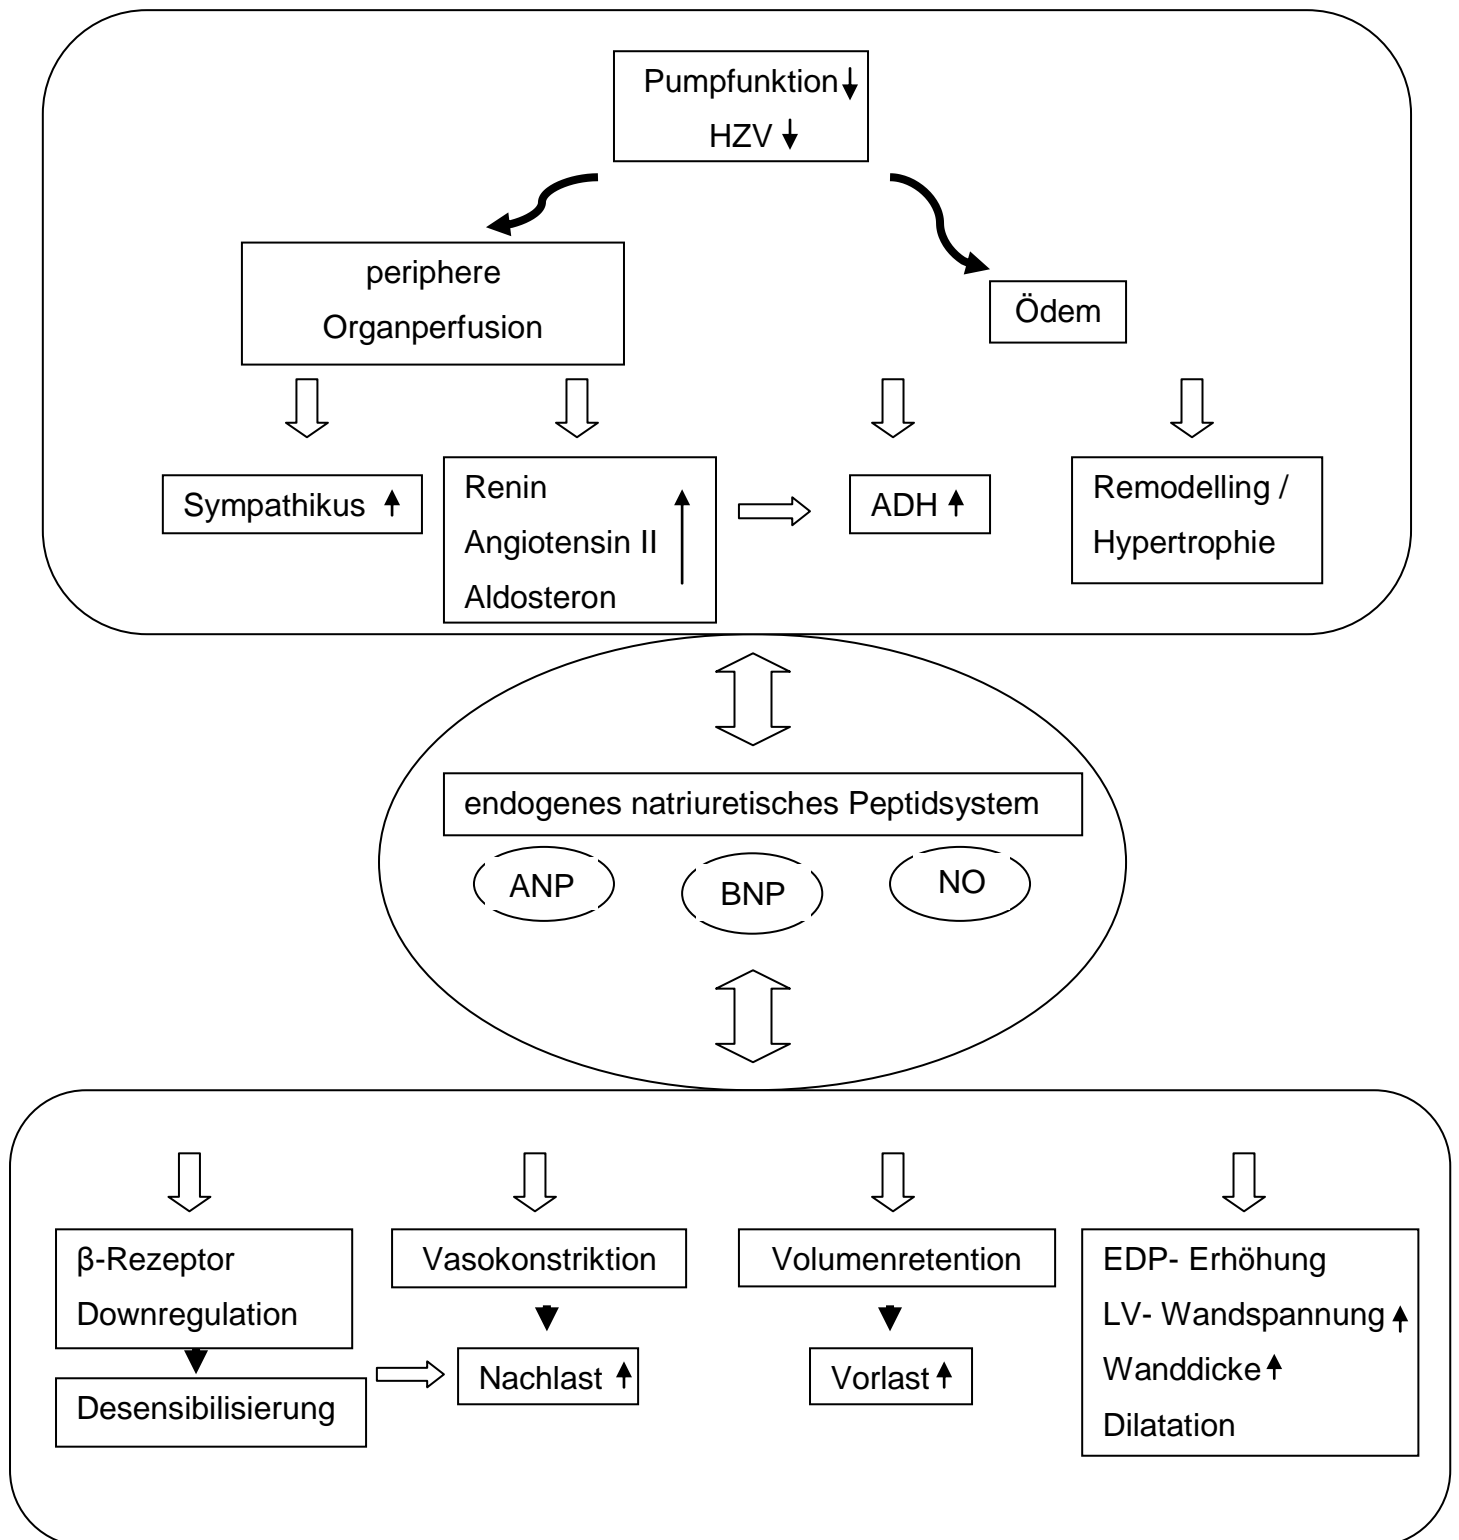 Pumpfunktion
HZV
periphere
Organperfusion
Ödem
Sympathikus
Renin
Angiotensin II
Aldosteron
ADH
Remodelling /
Hypertrophie
endogenes natriuretisches Peptidsystem
ANP
BNP
NO
β-Rezeptor
Downregulation
Desensibilisierung
Vasokonstriktion
Nachlast
Volumenretention
Vorlast
EDP- Erhöhung
LV- Wandspannung
Wanddicke
Dilatation